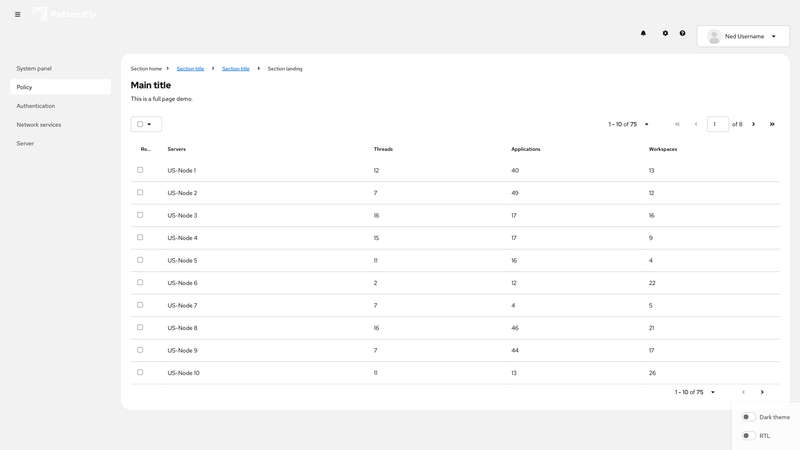 PatternFly
Ned Username
System panel
Policy
Authentication
Network services
Server
Section home Section title Section title Section landing
Main title
This is a full page demo.
1 - 10 of 75 1 of 8
Ro... Servers Threads Applications Workspaces
US-Node 1 12 40 13
US-Node 2 7 49 12
US-Node 3 16 17 16
US-Node 4 15 17 9
US-Node 5 11 16 4
US-Node 6 2 12 22
US-Node 7 7 4 5
US-Node 8 16 46 21
US-Node 9 7 44 17
US-Node 10 11 13 26
1 - 10 of 75
Dark theme
RTL